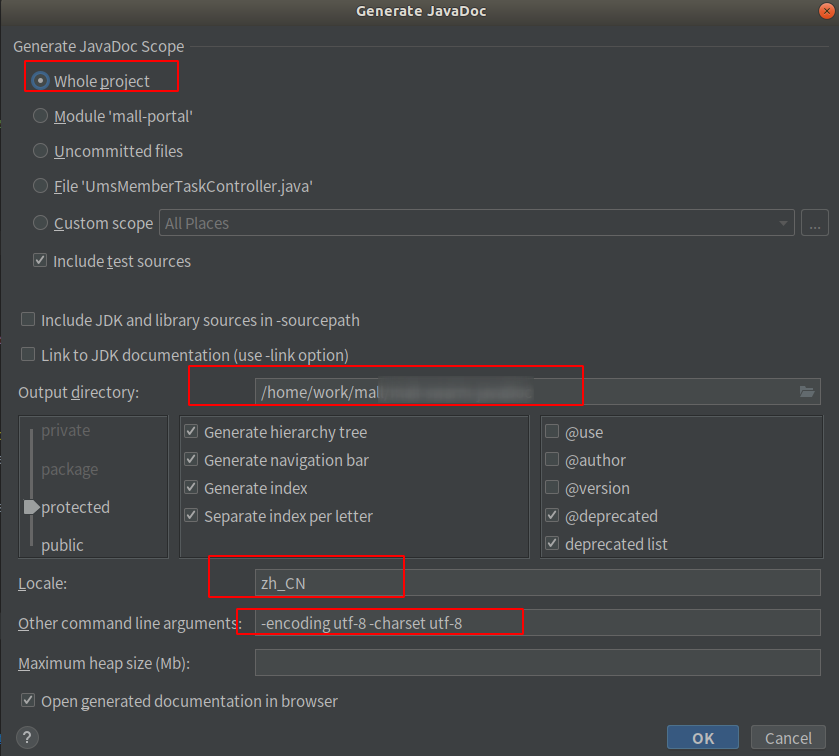 Generate JavaDoc
Generate JavaDoc Scope
Whole project
Module 'mall-portal'
Uncommitted files
File 'UmsMemberTaskController.java'
Custom scope All Places ...
Include test sources
Include JDK and library sources in -sourcepath
Link to JDK documentation (use -link option)
Output directory: /home/work/mal
private
package
protected
public
Generate hierarchy tree
Generate navigation bar
Generate index
Separate index per letter
@use
@author
@version
@deprecated
deprecated list
Locale: zh_CN
Other command line arguments: -encoding utf-8 -charset utf-8
Maximum heap size (Mb):
Open generated documentation in browser
? OK Cancel